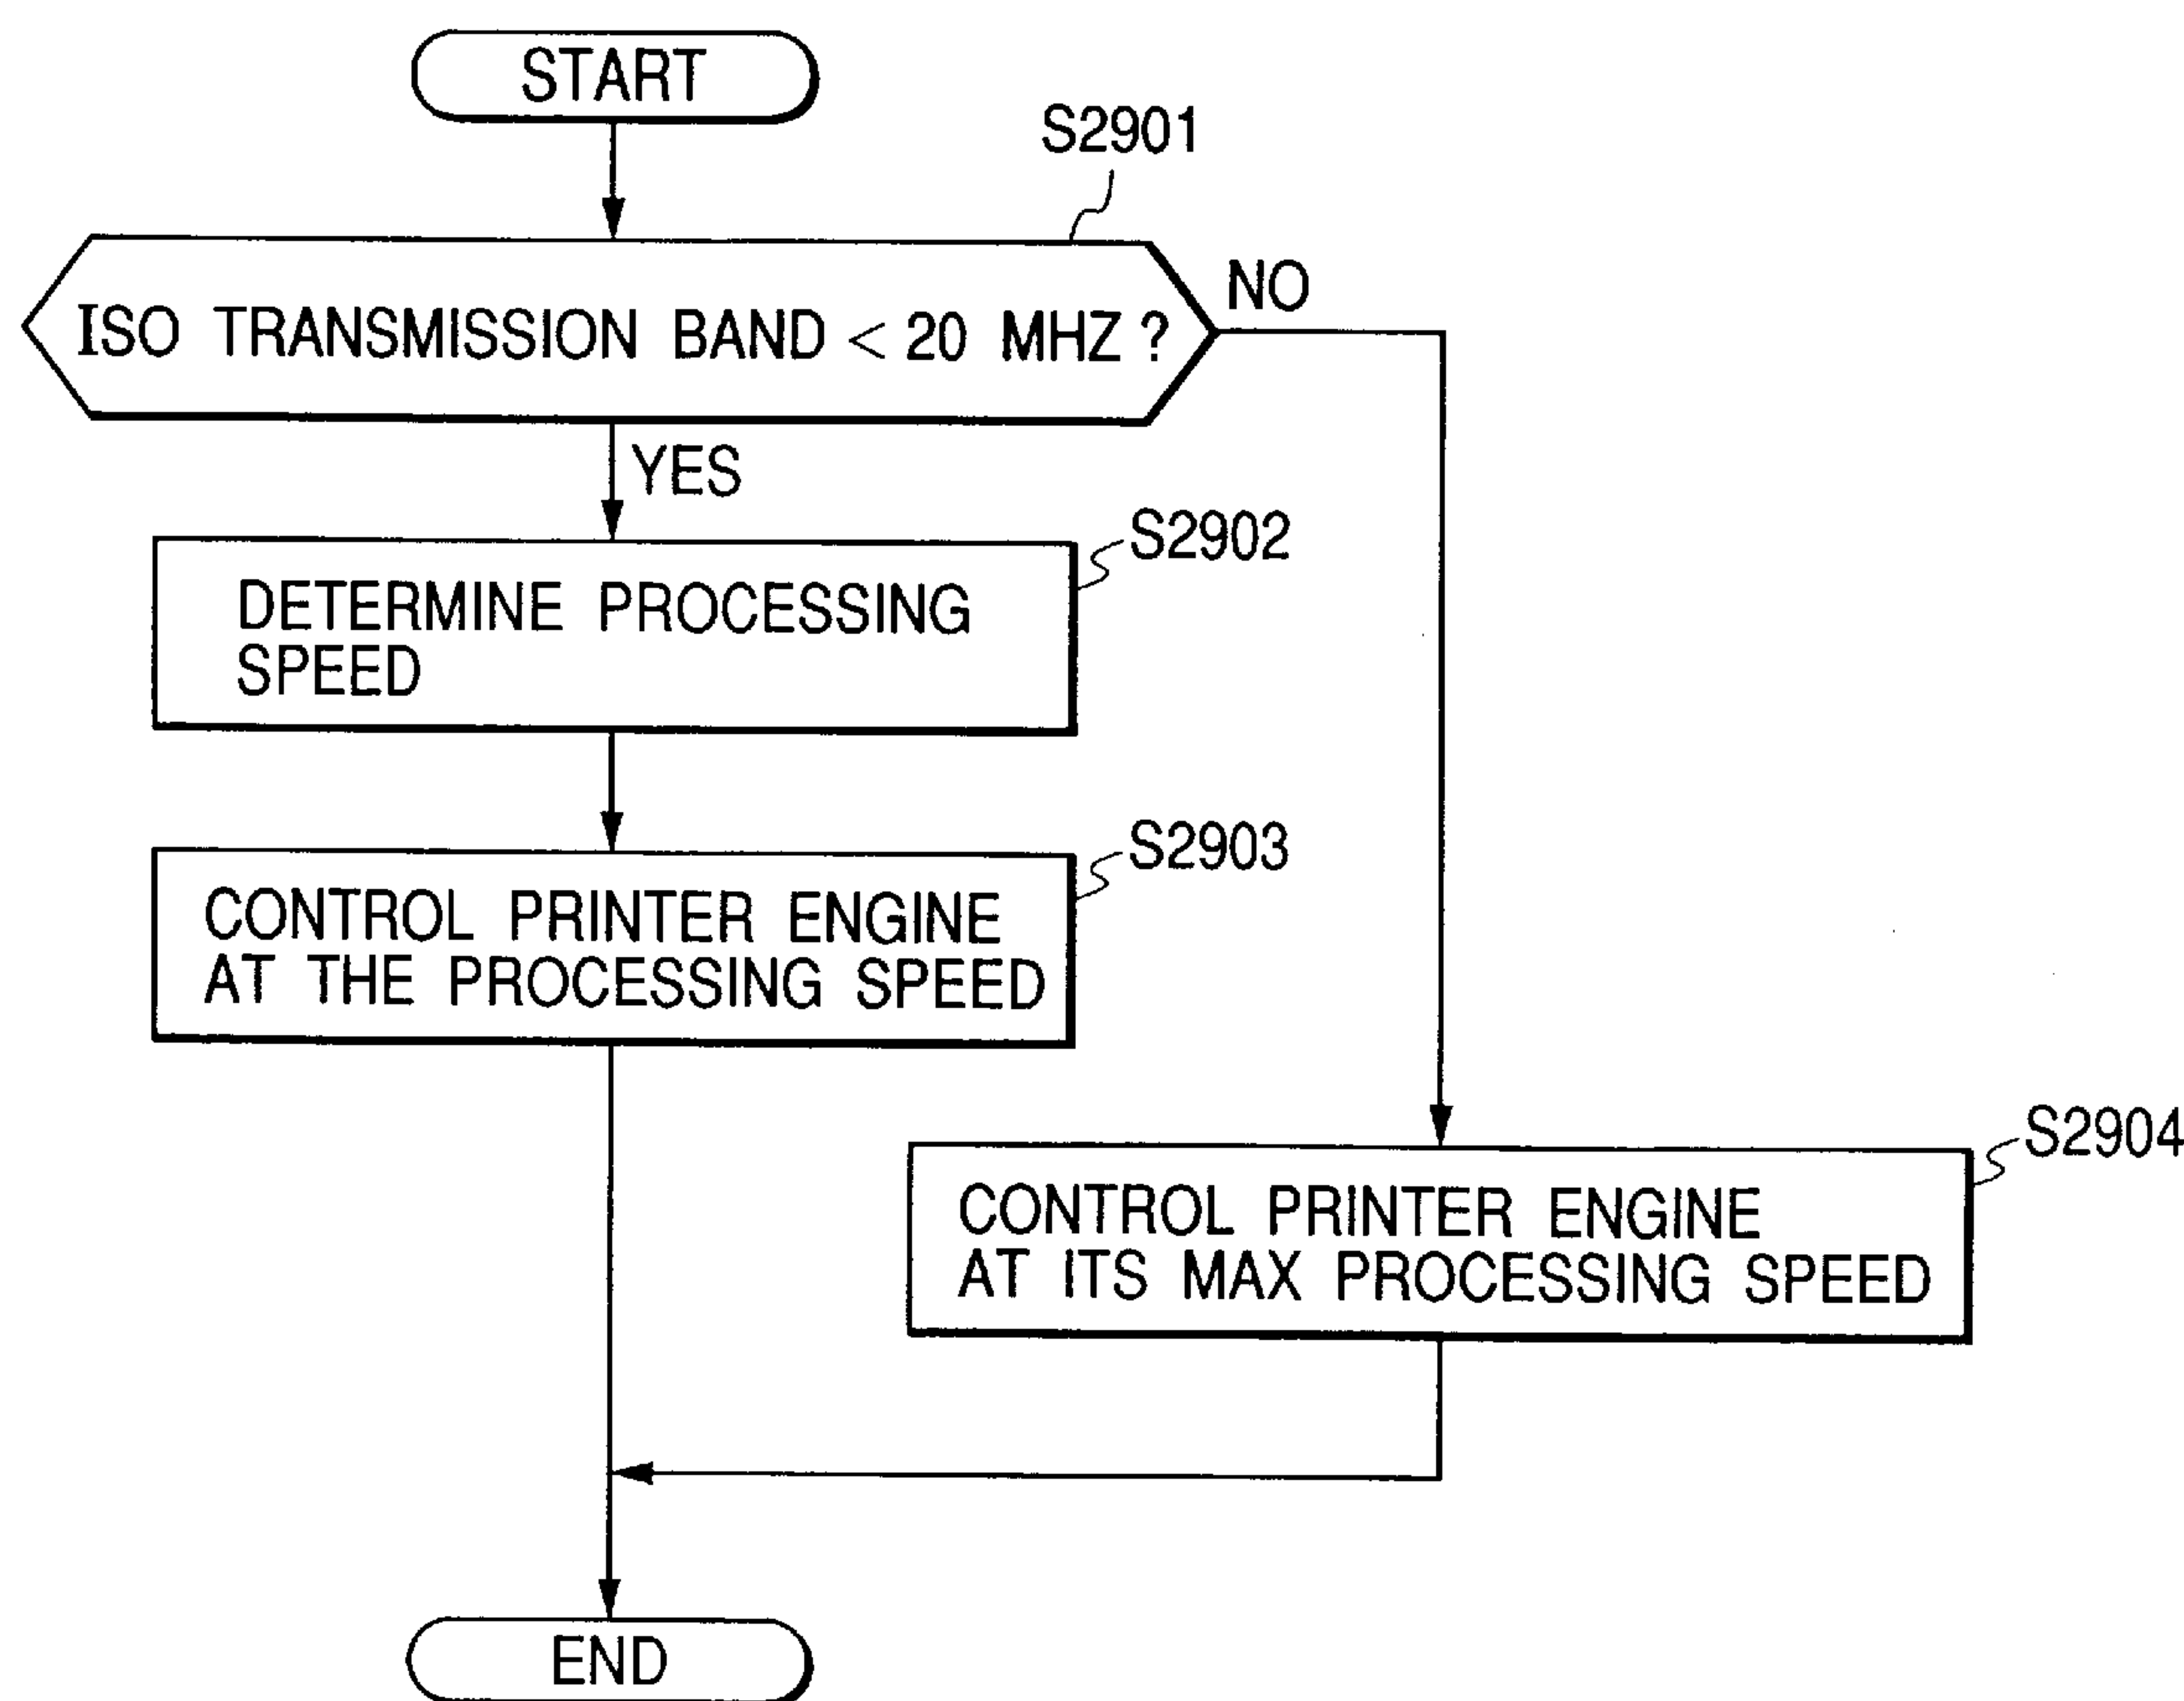 START
S2901
ISO TRANSMISSION BAND < 20 MHZ ?
NO
YES
S2902
DETERMINE PROCESSING
SPEED
S2903
CONTROL PRINTER ENGINE
AT THE PROCESSING SPEED
S2904
CONTROL PRINTER ENGINE
AT ITS MAX PROCESSING SPEED
END